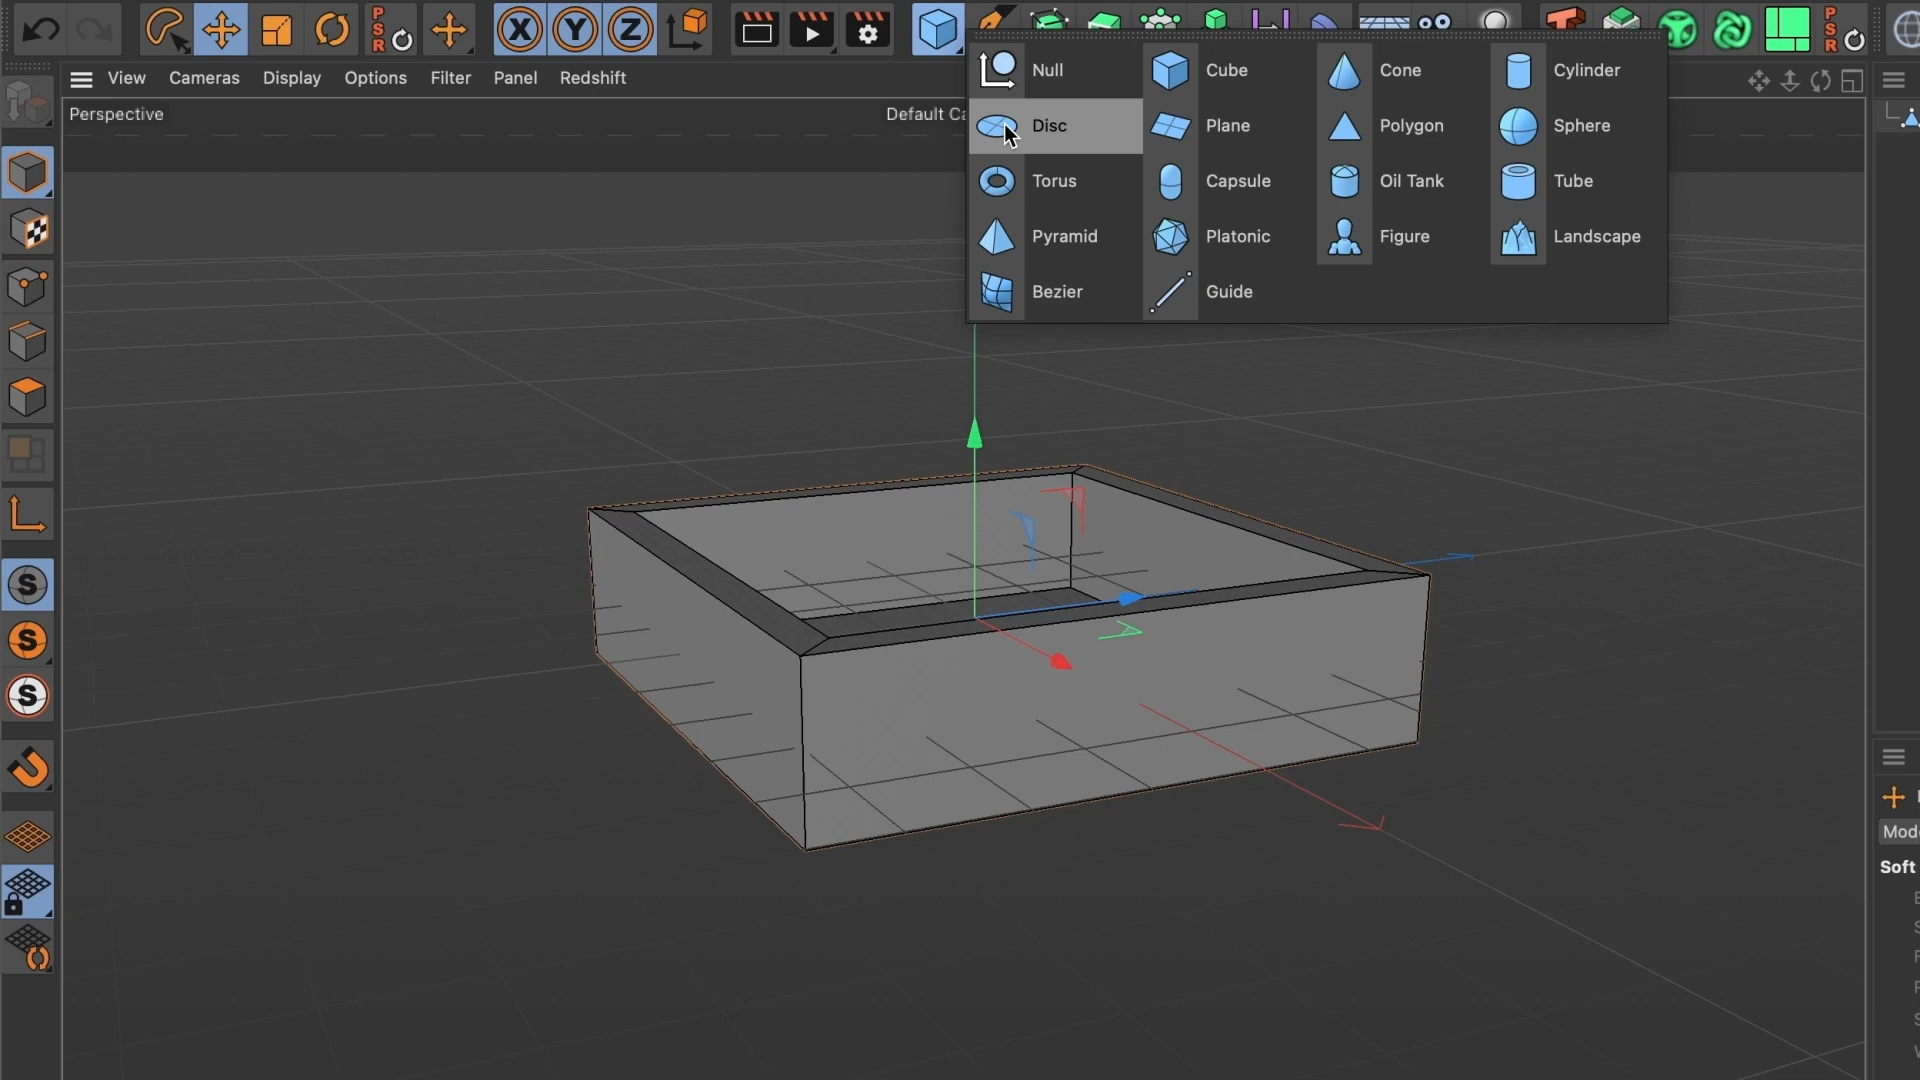 P
S
R
X Y Z
P
S
R
View Cameras Display Options Filter Panel Redshift
Perspective
Default Ca
Null Cube Cone Cylinder
Disc Plane Polygon Sphere
Torus Capsule Oil Tank Tube
Pyramid Platonic Figure Landscape
Bezier Guide
S
S
S
Mod
Soft